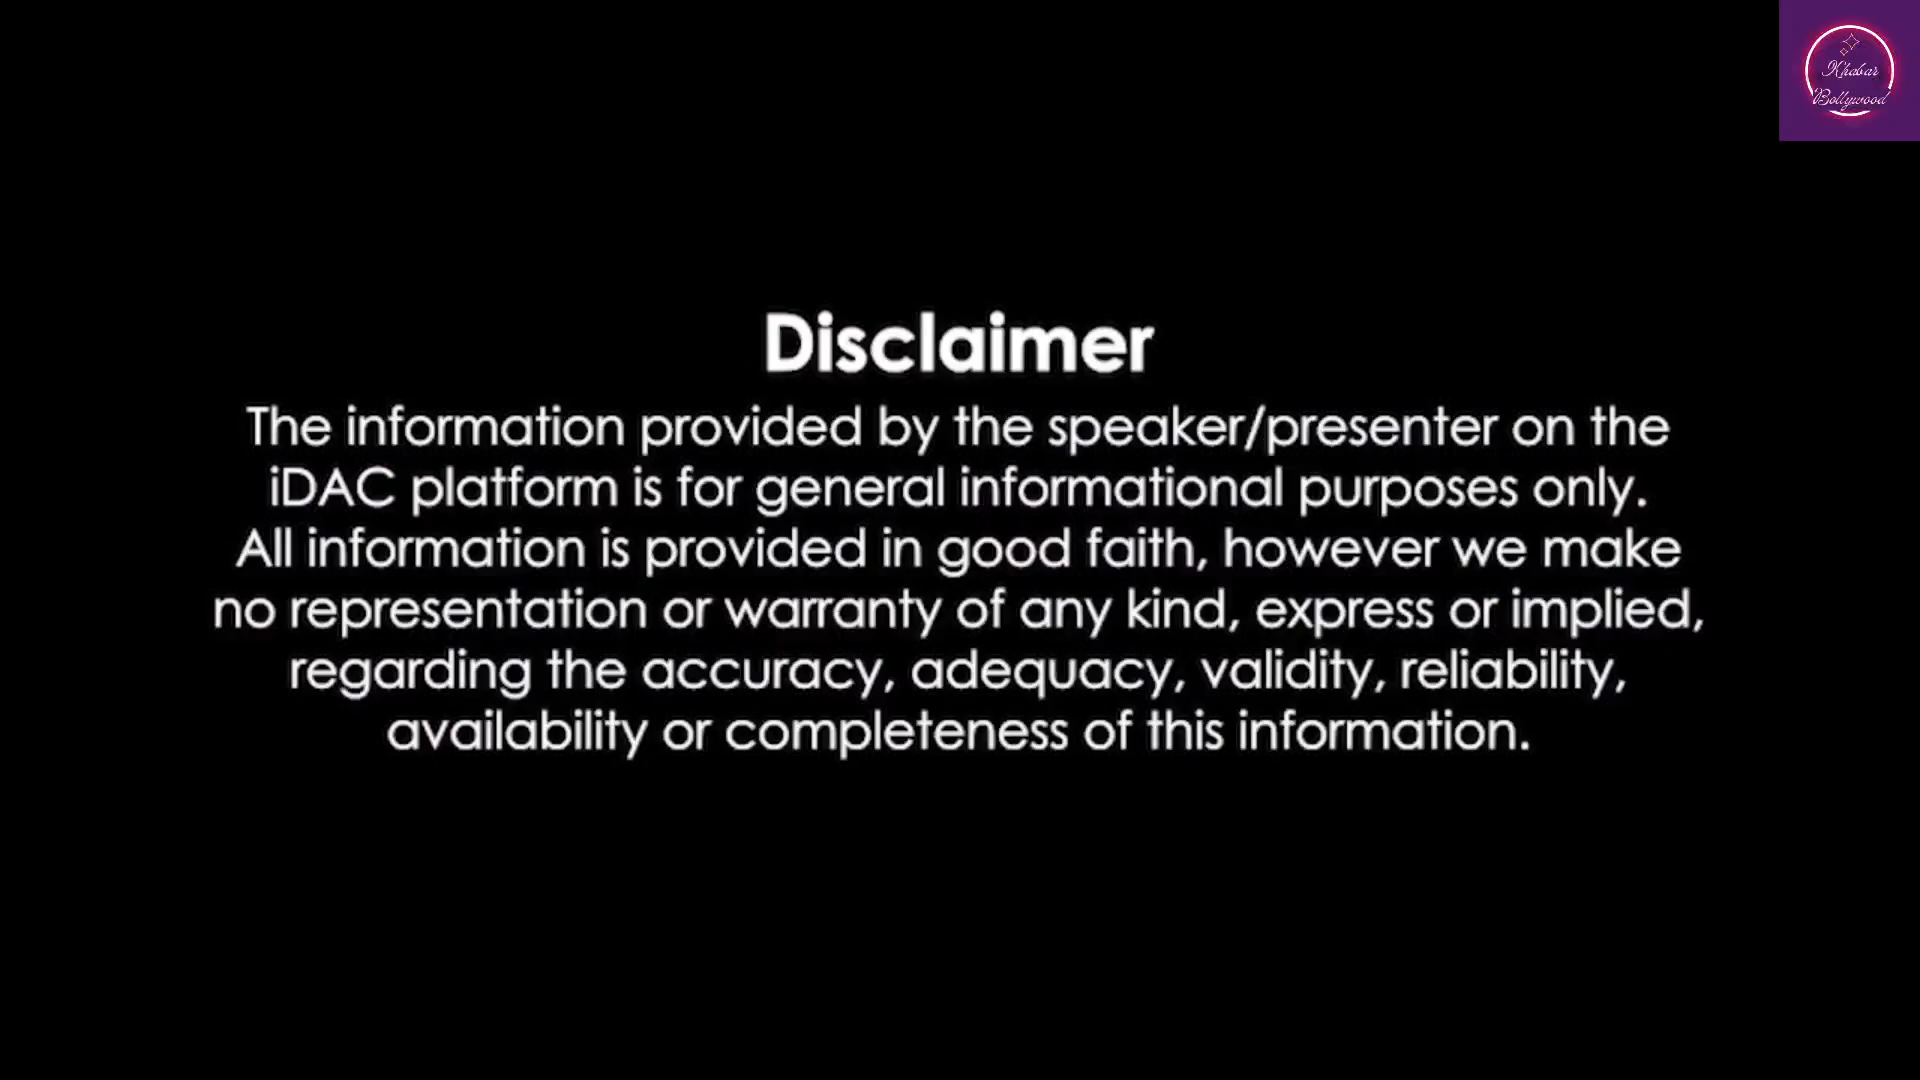 Khabar
Bollywood
Disclaimer
The information provided by the speaker/presenter on the
iDAC platform is for general informational purposes only.
All information is provided in good faith, however we make
no representation or warranty of any kind, express or implied,
regarding the accuracy, adequacy, validity, reliability,
availability or completeness of this information.